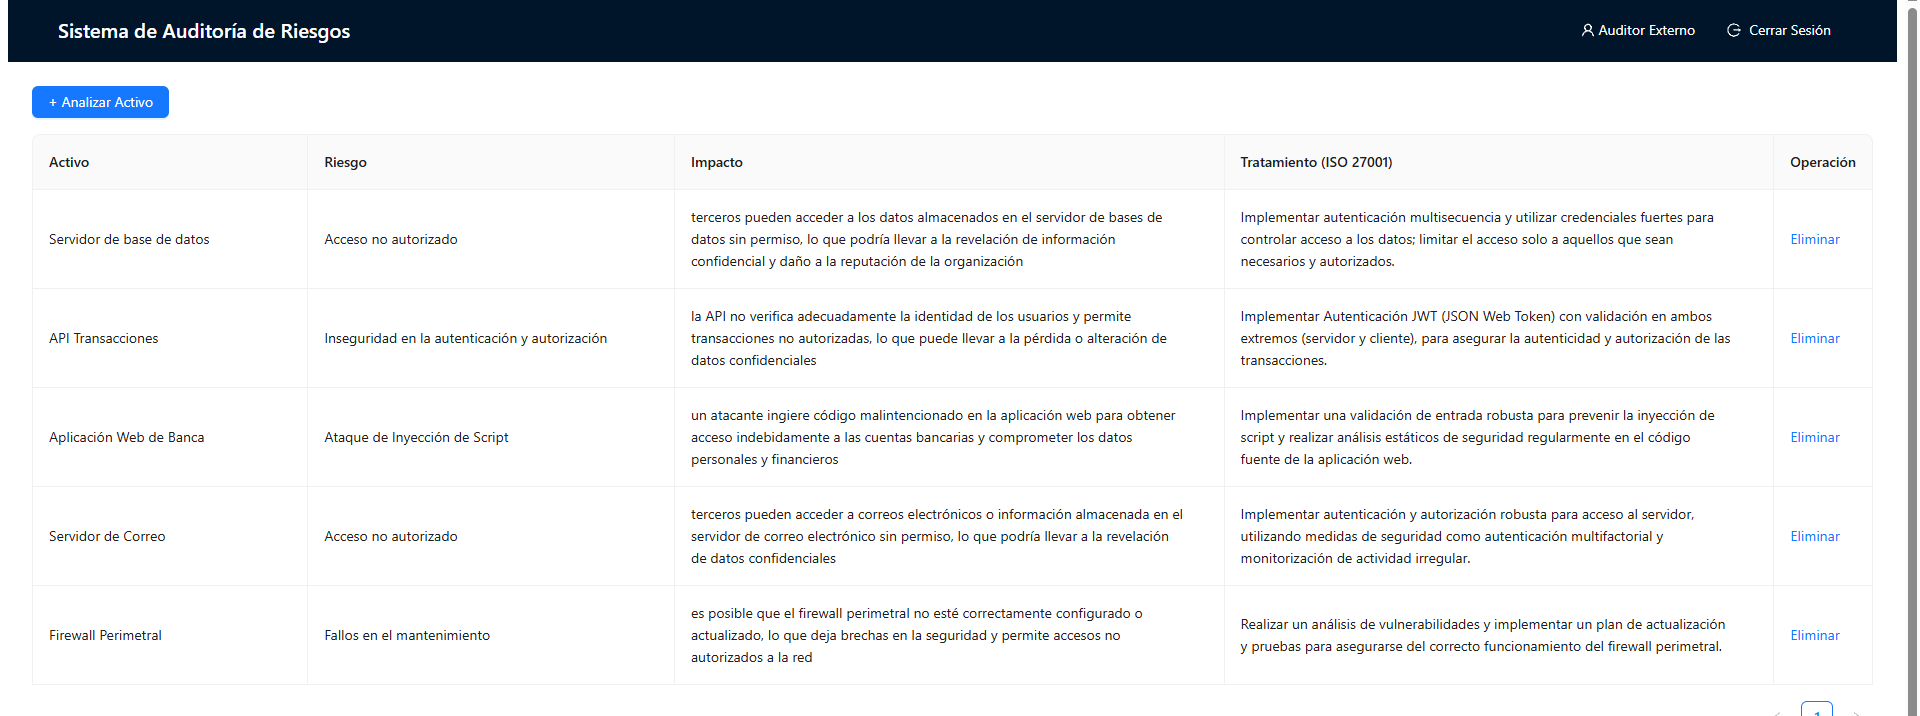 Sistema de Auditoría de Riesgos
Auditor Externo
Cerrar Sesión
+ Analizar Activo
Activo
Riesgo
Impacto
Tratamiento (ISO 27001)
Operación
Servidor de base de datos
Acceso no autorizado
terceros pueden acceder a los datos almacenados en el servidor de bases de
datos sin permiso, lo que podría llevar a la revelación de información
confidencial y daño a la reputación de la organización
Implementar autenticación multisecuencia y utilizar credenciales fuertes para
controlar acceso a los datos; limitar el acceso solo a aquellos que sean
necesarios y autorizados.
Eliminar
API Transacciones
Inseguridad en la autenticación y autorización
la API no verifica adecuadamente la identidad de los usuarios y permite
transacciones no autorizadas, lo que puede llevar a la pérdida o alteración de
datos confidenciales
Implementar Autenticación JWT (JSON Web Token) con validación en ambos
extremos (servidor y cliente), para asegurar la autenticidad y autorización de las
transacciones.
Eliminar
Aplicación Web de Banca
Ataque de Inyección de Script
un atacante ingiere código malintencionado en la aplicación web para obtener
acceso indebidamente a las cuentas bancarias y comprometer los datos
personales y financieros
Implementar una validación de entrada robusta para prevenir la inyección de
script y realizar análisis estáticos de seguridad regularmente en el código
fuente de la aplicación web.
Eliminar
Servidor de Correo
Acceso no autorizado
terceros pueden acceder a correos electrónicos o información almacenada en el
servidor de correo electrónico sin permiso, lo que podría llevar a la revelación
de datos confidenciales
Implementar autenticación y autorización robusta para acceso al servidor,
utilizando medidas de seguridad como autenticación multifactorial y
monitorización de actividad irregular.
Eliminar
Firewall Perimetral
Fallos en el mantenimiento
es posible que el firewall perimetral no esté correctamente configurado o
actualizado, lo que deja brechas en la seguridad y permite accesos no
autorizados a la red
Realizar un análisis de vulnerabilidades y implementar un plan de actualización
y pruebas para asegurarse del correcto funcionamiento del firewall perimetral.
Eliminar
1